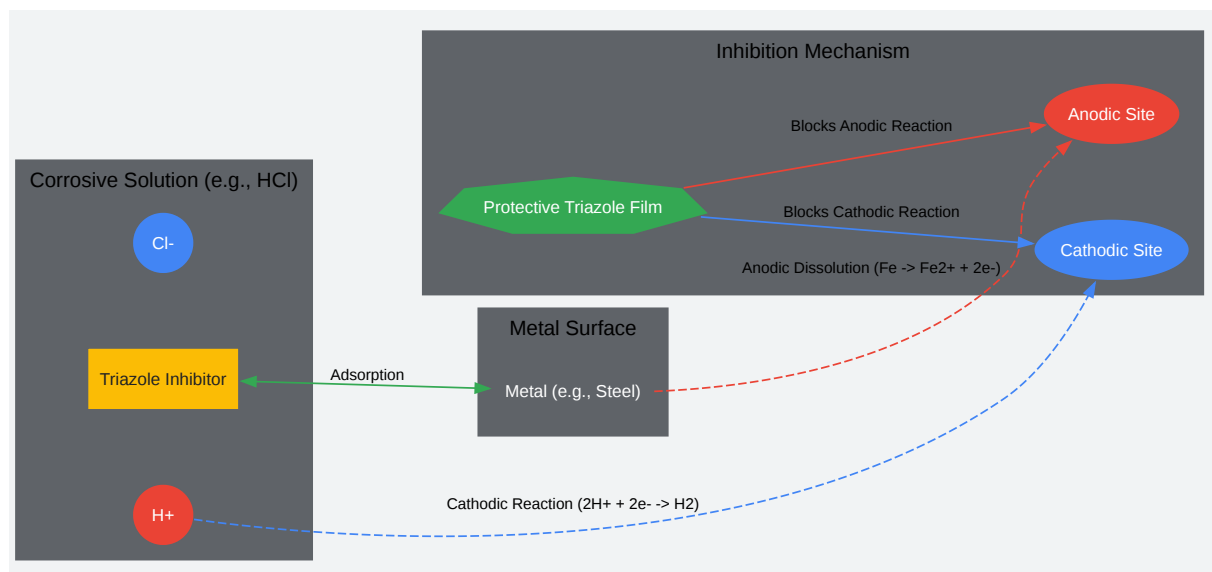 Inhibition Mechanism
Anodic Site
Blocks Anodic Reaction
Corrosive Solution (e.g., HCl)
Protective Triazole Film
Blocks Cathodic Reaction
Cl-
Cathodic Site
Anodic Dissolution (Fe -> Fe2+ + 2e-)
Metal Surface
Triazole Inhibitor
Adsorption
Metal (e.g., Steel)
Cathodic Reaction (2H+ + 2e- -> H2)
H+